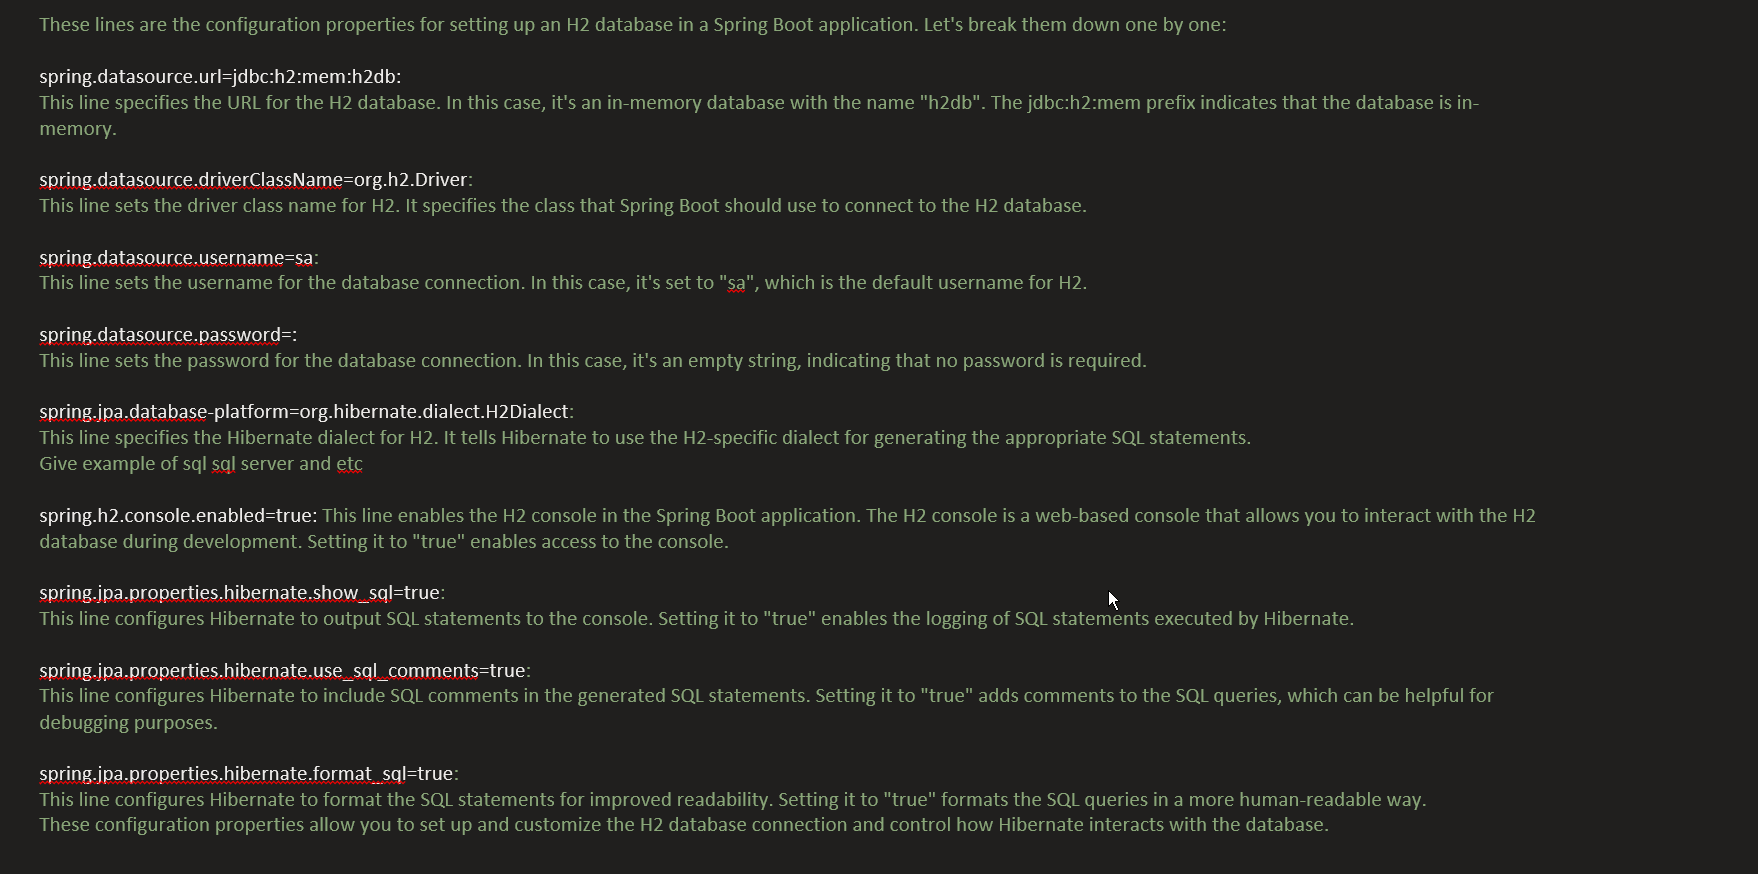 These lines are the configuration properties for setting up an H2 database in a Spring Boot application. Let's break them down one by one:
spring.datasource.url=jdbc:h2:mem:h2db:
This line specifies the URL for the H2 database. In this case, it's an in-memory database with the name "h2db". The jdbc:h2:mem prefix indicates that the database is in-
memory.
spring.datasource.driverClassName=org.h2.Driver:
This line sets the driver class name for H2. It specifies the class that Spring Boot should use to connect to the H2 database.
spring.datasource.username=sa:
This line sets the username for the database connection. In this case, it's set to "sa", which is the default username for H2.
spring.datasource.password=:
This line sets the password for the database connection. In this case, it's an empty string, indicating that no password is required.
spring.jpa.database-platform=org.hibernate.dialect.H2Dialect:
This line specifies the Hibernate dialect for H2. It tells Hibernate to use the H2-specific dialect for generating the appropriate SQL statements.
Give example of sql sql server and etc
spring.h2.console.enabled=true: This line enables the H2 console in the Spring Boot application. The H2 console is a web-based console that allows you to interact with the H2
database during development. Setting it to "true" enables access to the console.
spring.jpa.properties.hibernate.show_sql=true:
This line configures Hibernate to output SQL statements to the console. Setting it to "true" enables the logging of SQL statements executed by Hibernate.
spring.jpa.properties.hibernate.use_sql_comments=true:
This line configures Hibernate to include SQL comments in the generated SQL statements. Setting it to "true" adds comments to the SQL queries, which can be helpful for
debugging purposes.
spring.jpa.properties.hibernate.format_sql=true:
This line configures Hibernate to format the SQL statements for improved readability. Setting it to "true" formats the SQL queries in a more human-readable way.
These configuration properties allow you to set up and customize the H2 database connection and control how Hibernate interacts with the database.